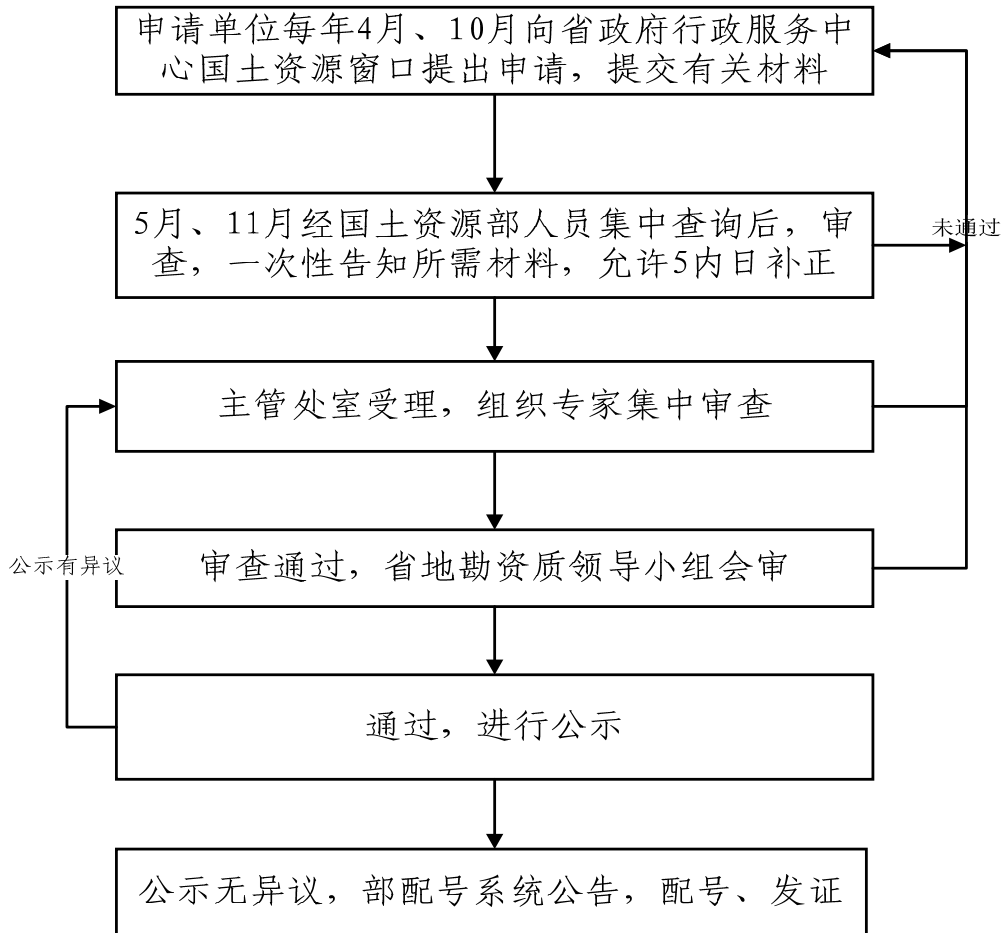 申请单位每年4月、10月向省政府行政服务中
心国土资源窗口提出申请，提交有关材料
5月、11月经国土资源部人员集中查询后，审
查，一次性告知所需材料，允许5内日补正
未通过
主管处室受理，组织专家集中审查
公示有异议
审查通过，省地勘资质领导小组会审
通过，进行公示
公示无异议，部配号系统公告，配号、发证